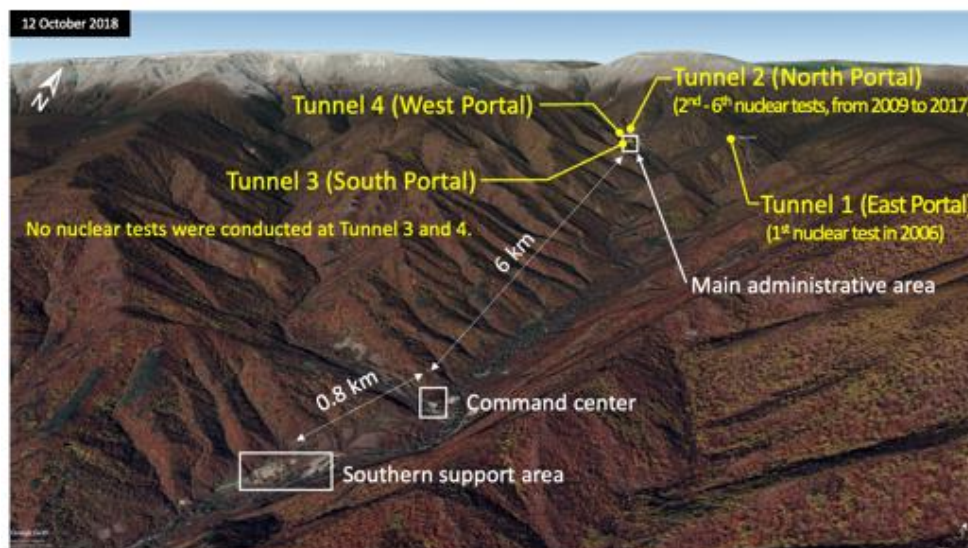 12 October 2018
N
Tunnel 2 (North Portal)
(2nd - 6th nuclear tests, from 2009 to 2017)
Tunnel 4 (West Portal)
Tunnel 3 (South Portal)
No nuclear tests were conducted at Tunnel 3 and 4.
Tunnel 1 (East Portal)
(1st nuclear test in 2006)
6 km
Main administrative area
0.8 km
Command center
Southern support area
Google Earth